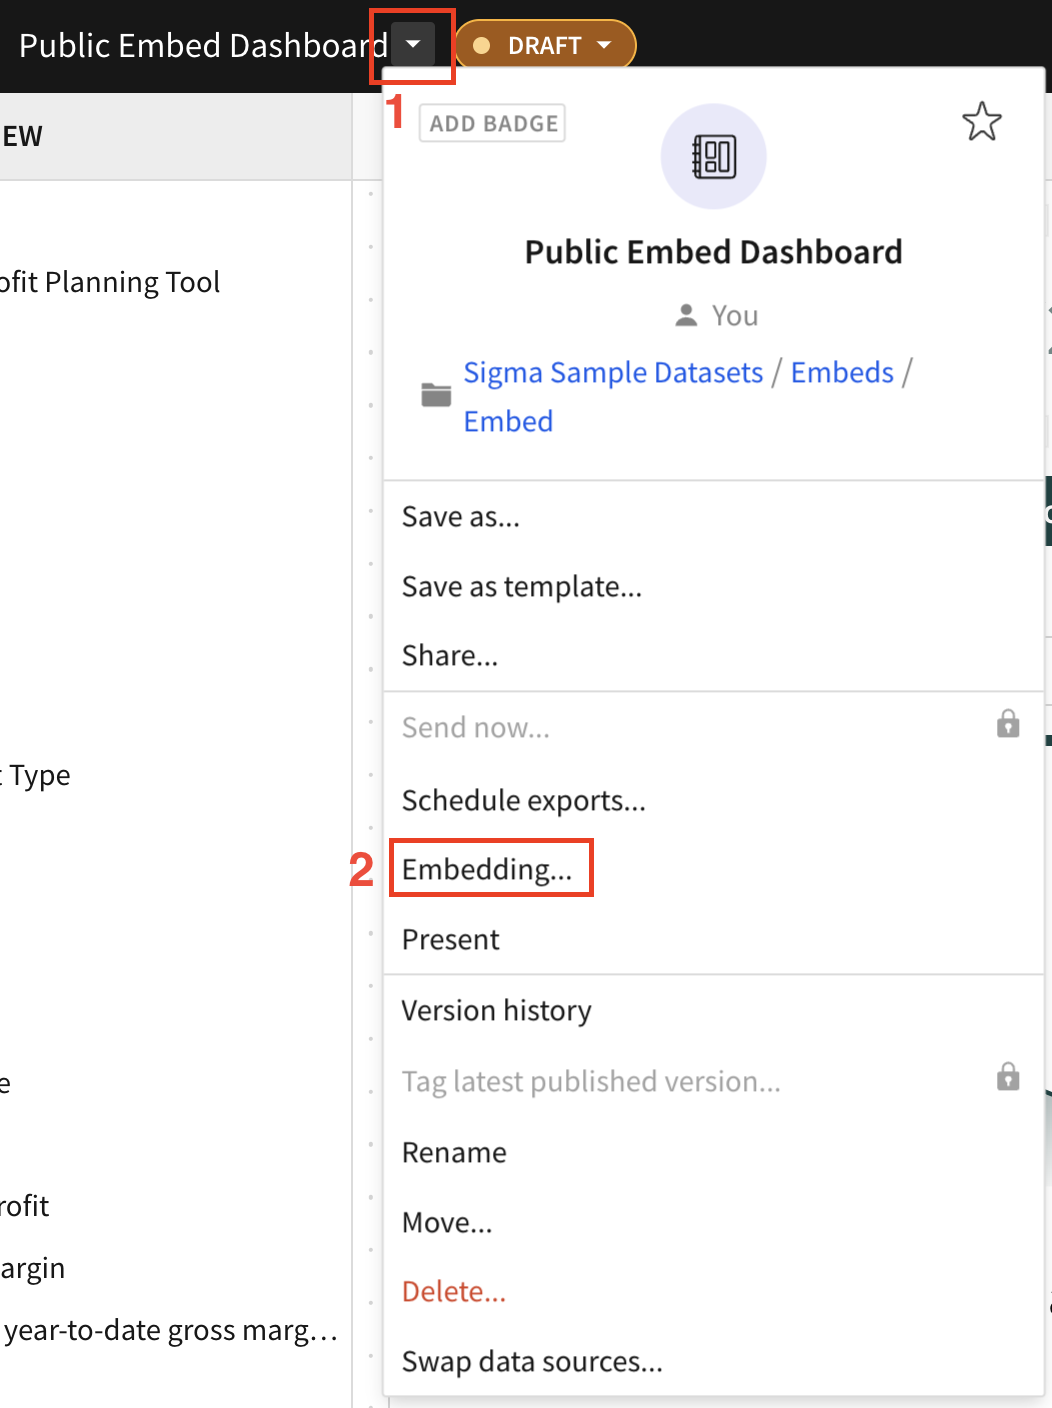 Public Embed Dashboard
DRAFT
1
ADD BADGE
EW
Public Embed Dashboard
ofit Planning Tool
You
Sigma Sample Datasets / Embeds /
Embed
Save as...
Save as template...
Share...
Send now...
Type
Schedule exports...
2
Embedding...
Present
Version history
Tag latest published version...
e
Rename
rofit
Move...
argin
Delete...
year-to-date gross marg...
Swap data sources...